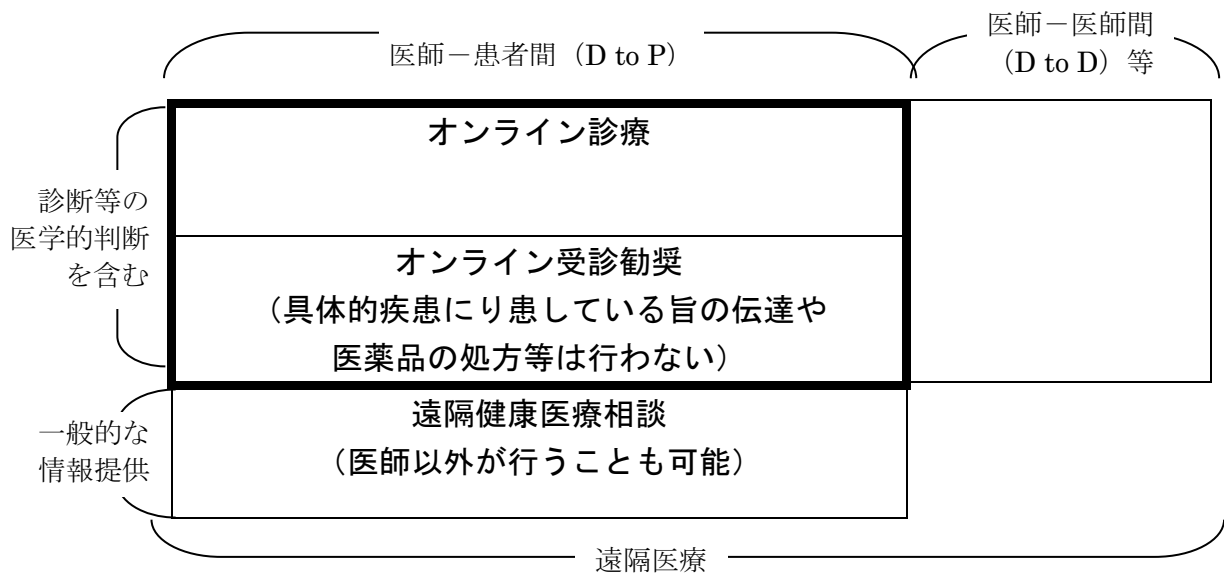 医師－患者間（D to P）
医師－医師間
（D to D）等
診断等の
医学的判断
を含む
オンライン診療
オンライン受診勧奨
（具体的疾患にり患している旨の伝達や
医薬品の処方等は行わない）
一般的な
情報提供
遠隔健康医療相談
（医師以外が行うことも可能）
遠隔医療